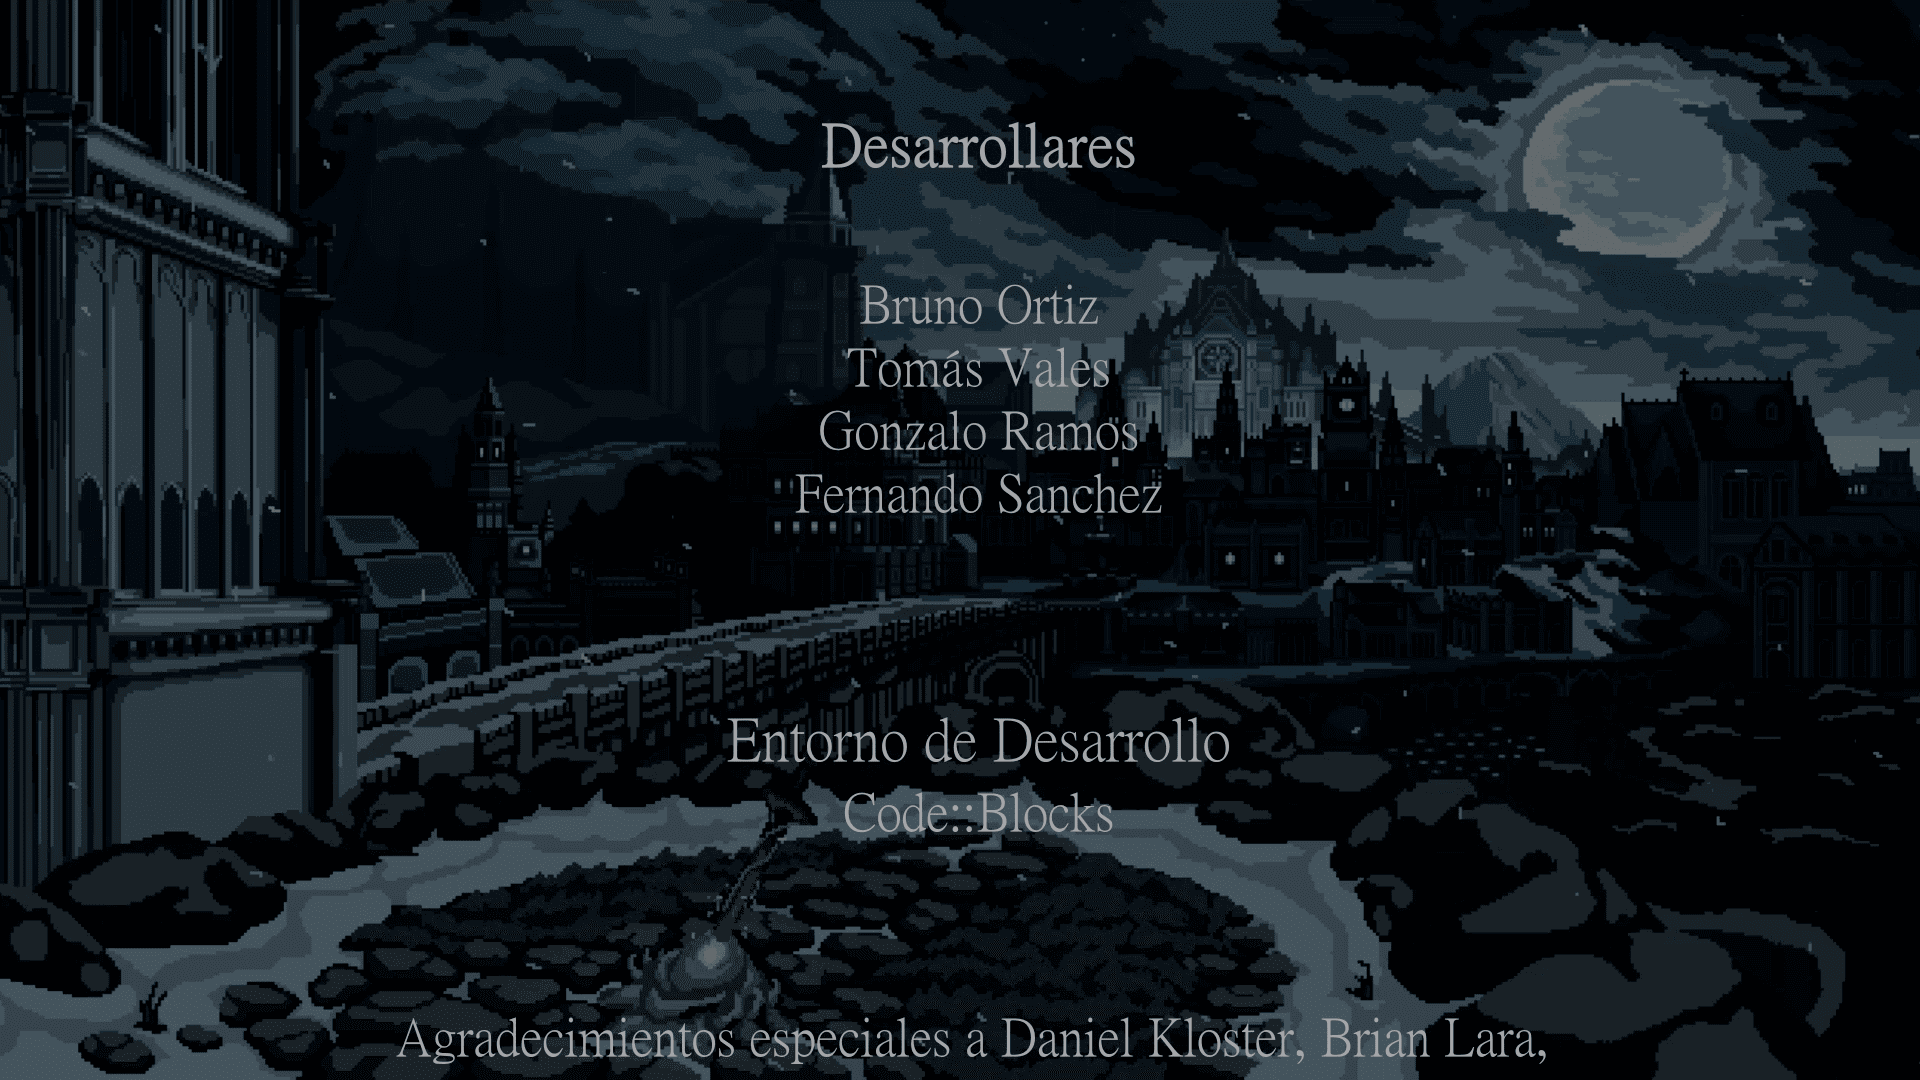 Desarrollares
Bruno Ortiz
Tomás Vales
Gonzalo Ramos
Fernando Sanchez
Entorno de Desarrollo
Code::Blocks
Agradecimientos especiales a Daniel Kloster, Brian Lara,